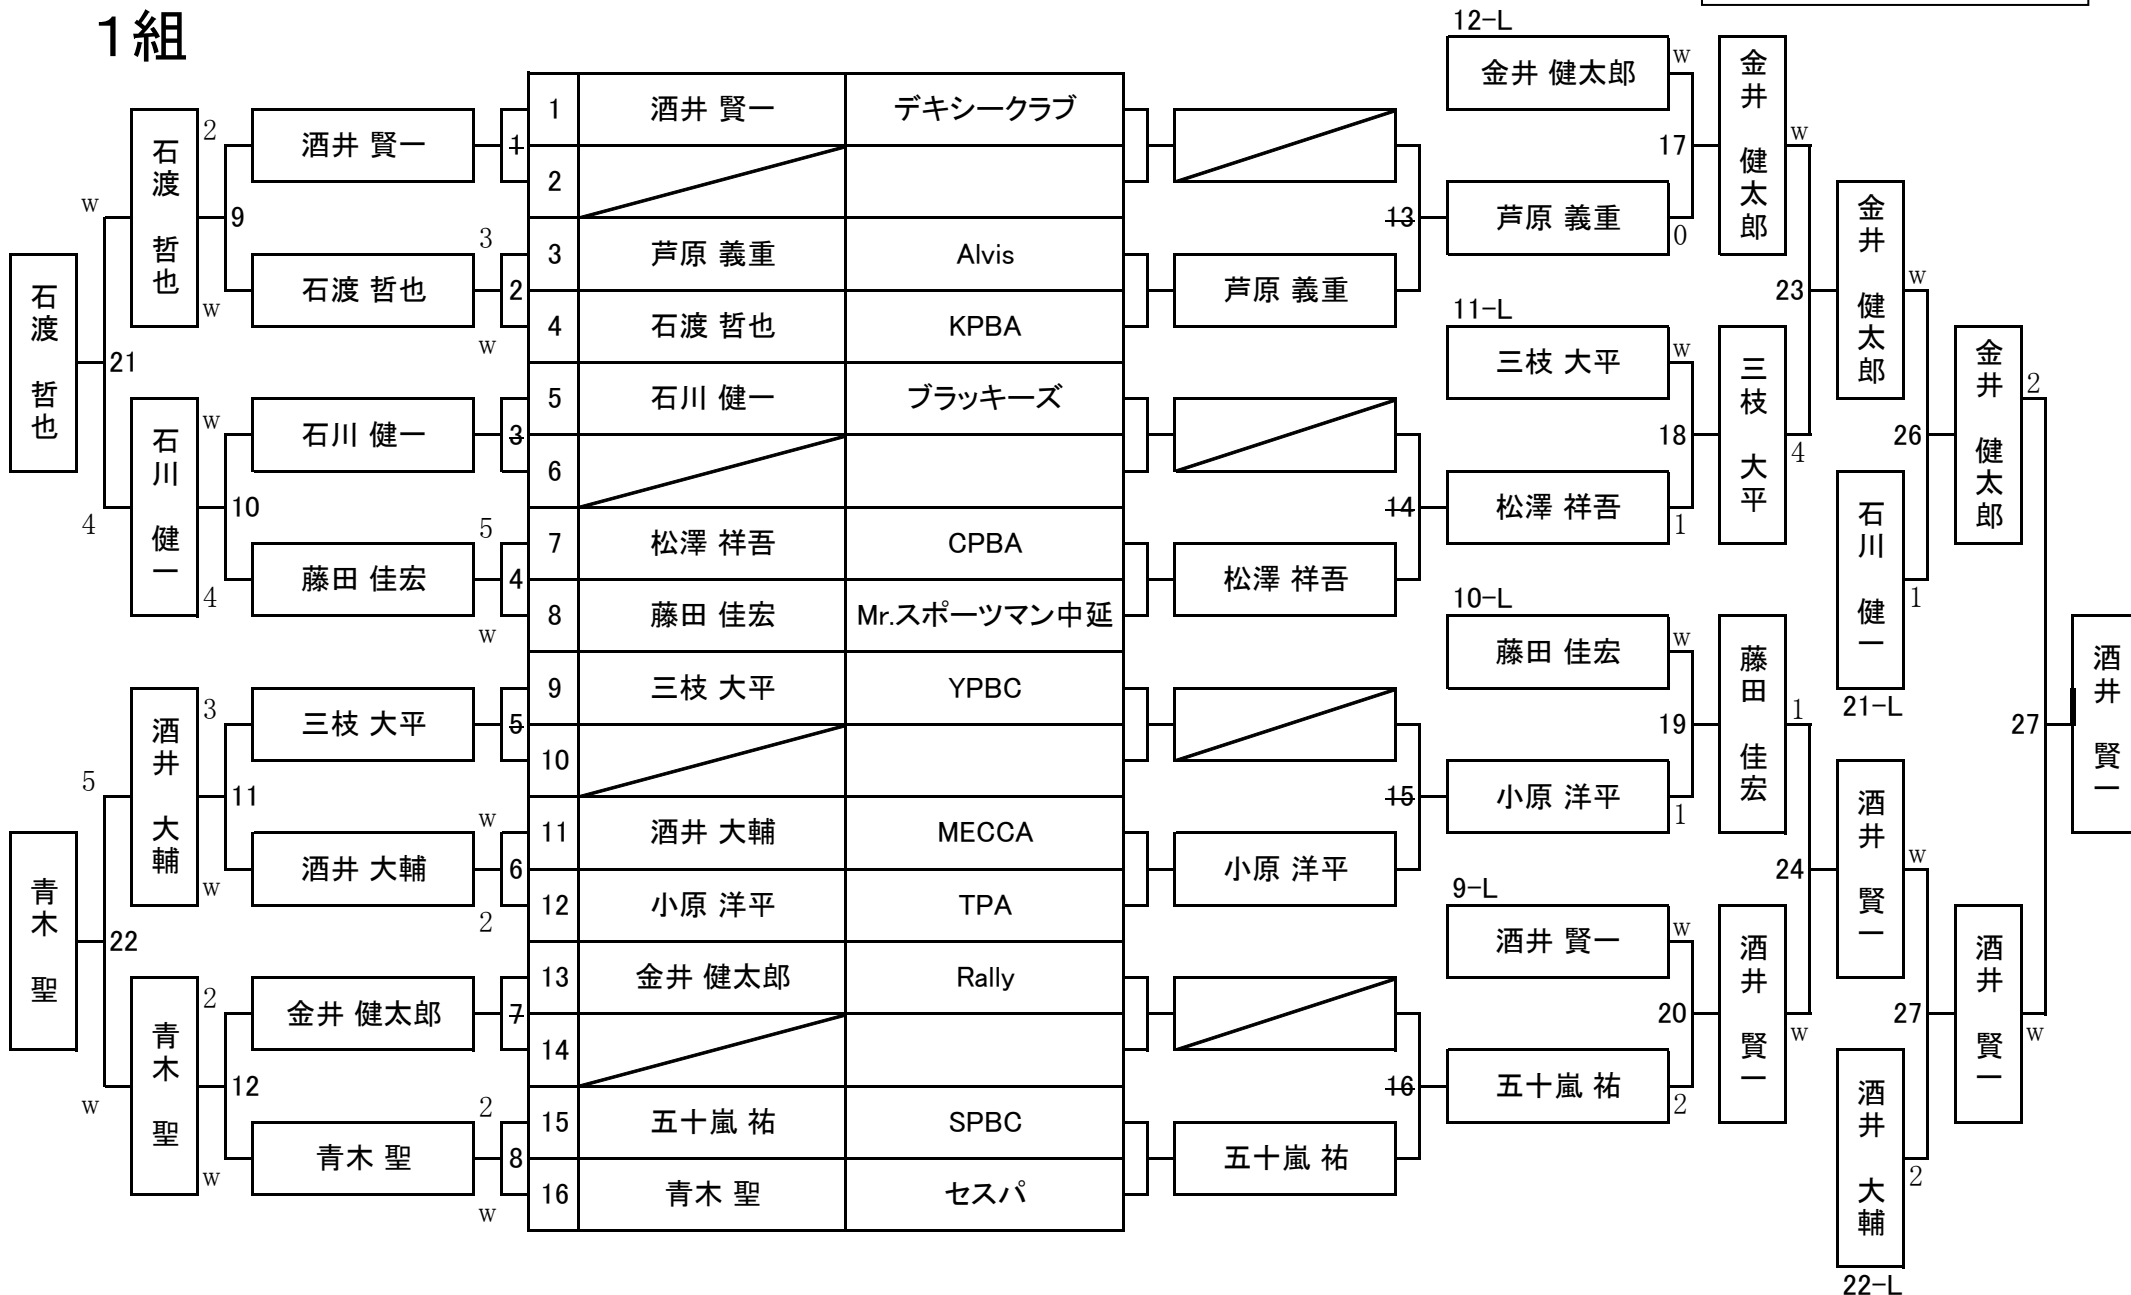 1組
1 酒井 賢一 デキシークラブ
2
3 芦原 義重 Alvis
4 石渡 哲也 KPBA
5 石川 健一 ブラッキーズ
6
7 松澤 祥吾 CPBA
8 藤田 佳宏 Mr.スポーツマン中延
9 三枝 大平 YPBC
10
11 酒井 大輔 MECCA
12 小原 洋平 TPA
13 金井 健太郎 Rally
14
15 五十嵐 祐 SPBC
16 青木 聖 セスパ
酒井 賢一
1
石渡 哲也
3
2
w
石川 健一
3
藤田 佳宏
5
4
w
三枝 大平
5
酒井 大輔
w
6
2
金井 健太郎
7
青木 聖
2
8
w
石渡 哲也
2
9
w
石川 健一
w
10
4
酒井 大輔
3
11
w
青木 聖
2
12
w
石渡 哲也
w
21
4
青木 聖
5
22
w
芦原 義重
13
松澤 祥吾
14
小原 洋平
15
五十嵐 祐
16
12-L
金井 健太郎
w
17
芦原 義重
0
11-L
三枝 大平
w
18
松澤 祥吾
1
10-L
藤田 佳宏
w
19
小原 洋平
1
9-L
酒井 賢一
w
20
五十嵐 祐
2
金井 健太郎
w
23
三枝 大平
4
藤田 佳宏
1
24
酒井 賢一
w
金井 健太郎
w
26
石川 健一
1
21-L
酒井 賢一
w
27
酒井 大輔
2
22-L
金井 健太郎
2
27
酒井 賢一
w
酒井 賢一